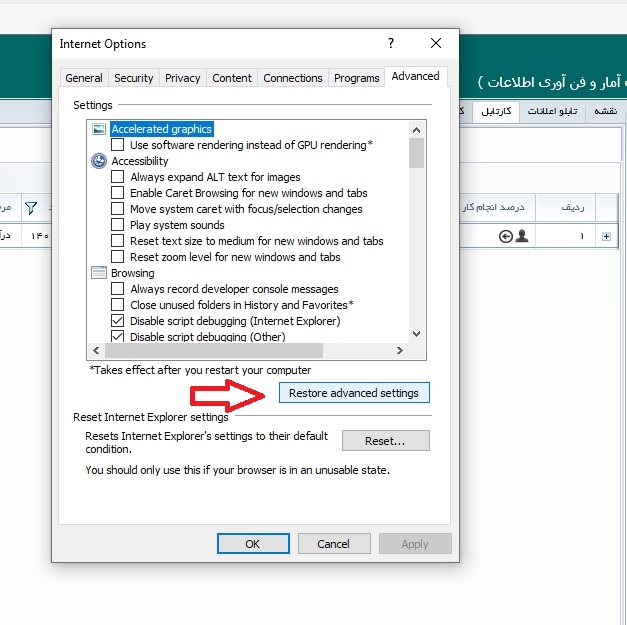 Internet Options
?
General Security Privacy Content Connections Programs Advanced
Settings
Accelerated graphics
Use software rendering instead of GPU rendering*
Accessibility
Always expand ALT text for images
Enable Caret Browsing for new windows and tabs
Move system caret with focus/selection changes
Play system sounds
Reset text size to medium for new windows and tabs
Reset zoom level for new windows and tabs
Browsing
Always record developer console messages
Close unused folders in History and Favorites*
Disable script debugging (Internet Explorer)
Disable script debugging (Other)
*Takes effect after you restart your computer
Restore advanced settings
Reset Internet Explorer settings
Resets Internet Explorer's settings to their default
condition.
Reset...
You should only use this if your browser is in an unusable state.
OK Cancel Apply
آمار و فن آوری اطلاعات )
نقشه تابلو اعلانات کارتابل
ردیف درصد انجام کار
۱
۱۴۰